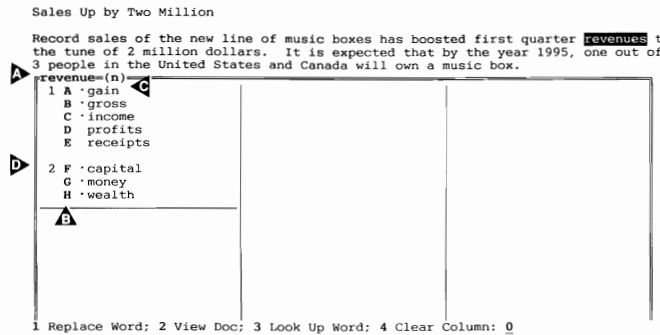 Sales Up by Two Million
Record sales of the new line of music boxes has boosted first quarter revenues t
the tune of 2 million dollars. It is expected that by the year 1995, one out of
3 people in the United States and Canada will own a music box.
A revenue=(n)
1 A ·gain C
B ·gross
C ·income
D profits
E receipts
D 2 F ·capital
G ·money
H ·wealth
B
1 Replace Word; 2 View Doc; 3 Look Up Word; 4 Clear Column: 0